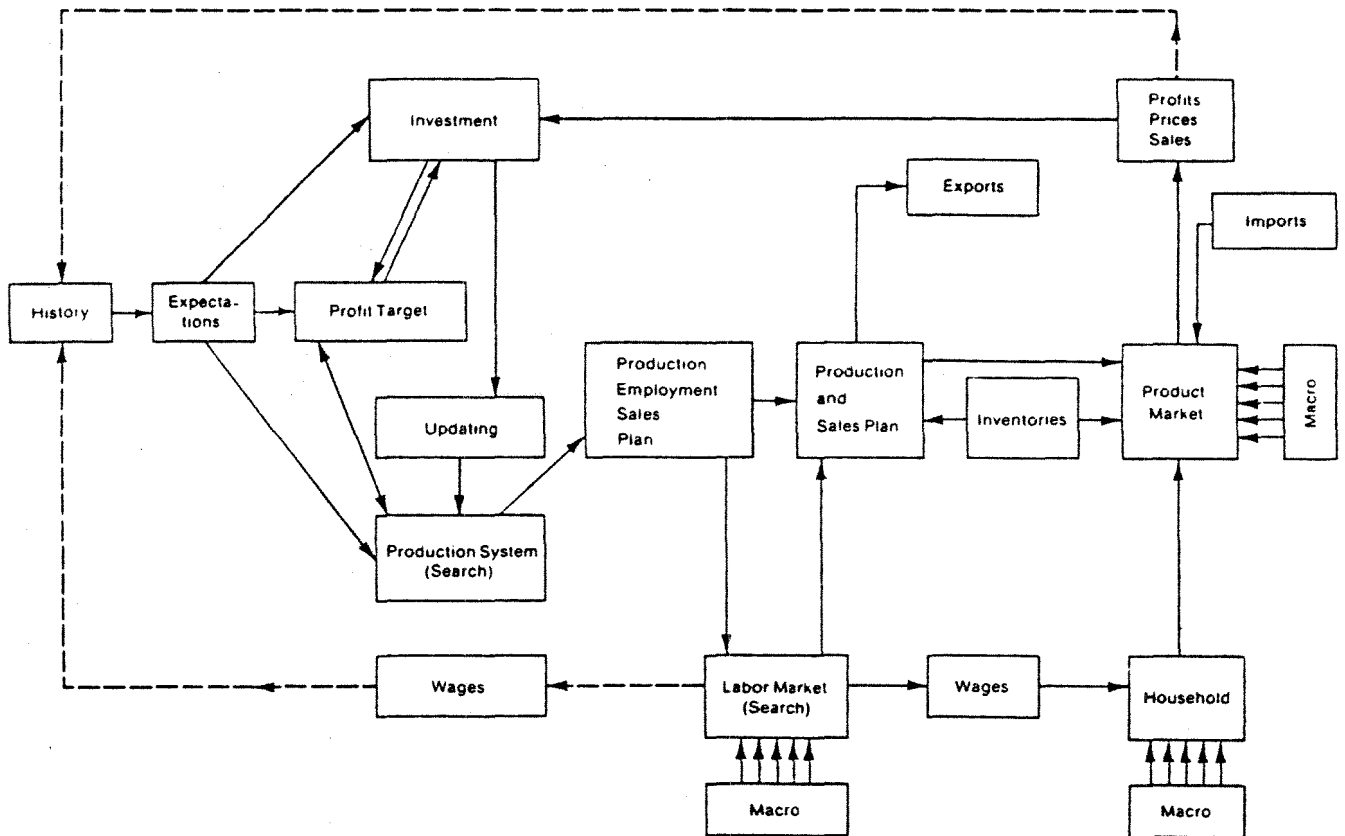 Investment
Profits
Prices
Sales
Exports
Imports
History
Expecta-
tions
Profit Target
Production
Employment
Sales
Plan
Production
and
Sales Plan
Inventories
Product
Market
Macro
Updating
Production System
(Search)
Wages
Labor Market
(Search)
Wages
Household
Macro
Macro